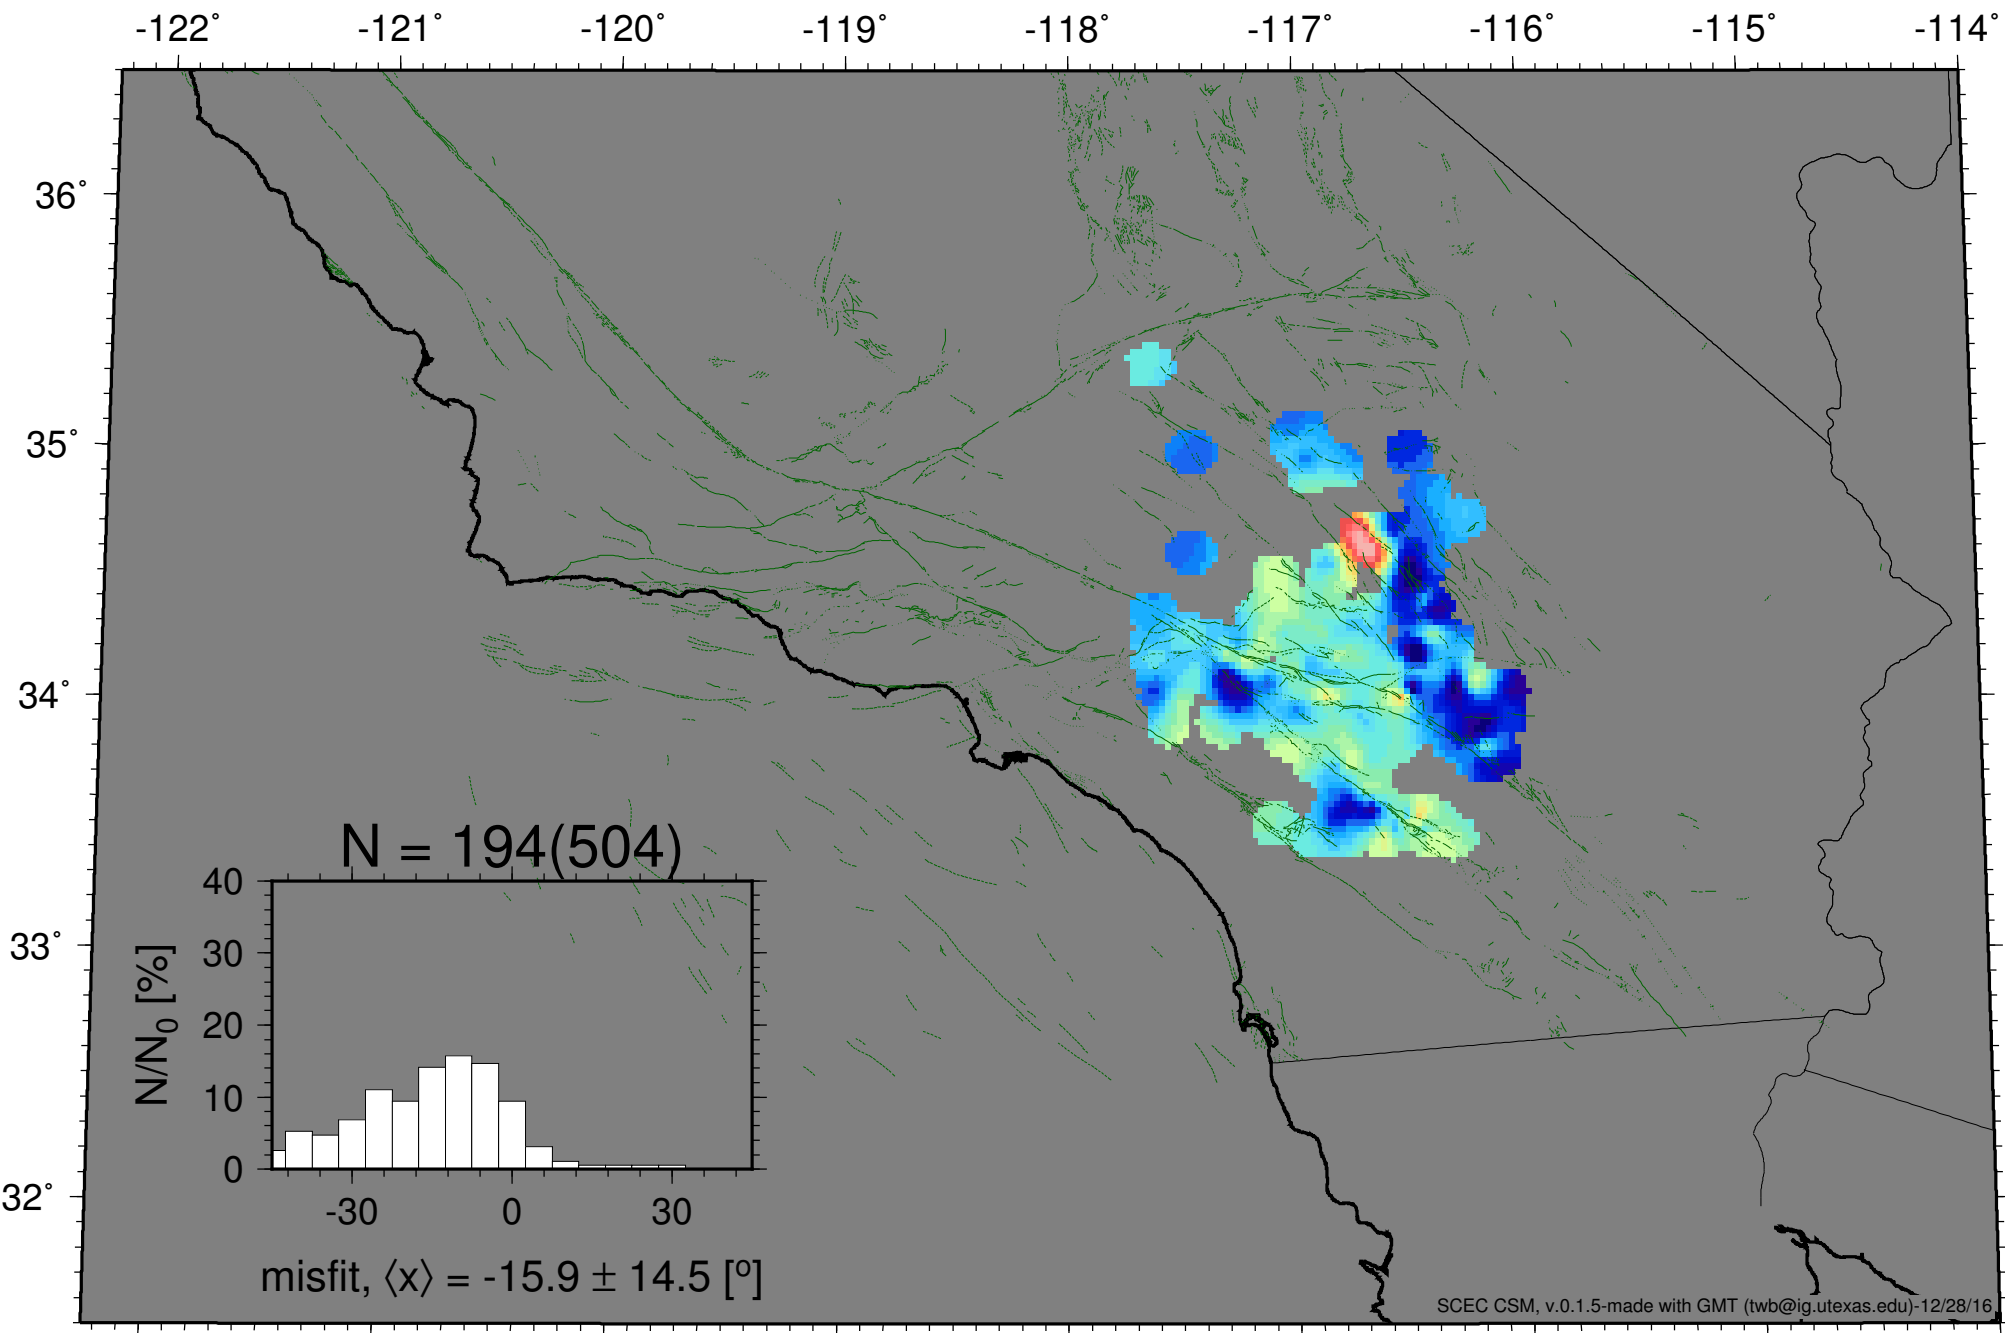 -122° -121° -120° -119° -118° -117° -116° -115° -114°
36°
35°
34°
33°
32°
N = 194(504)
40
30
20
10
0
N/N₀ [%]
-30 0 30
misfit, ⟨x⟩ = -15.9 ± 14.5 [º]
SCEC CSM, v.0.1.5-made with GMT (twb@ig.utexas.edu)-12/28/16